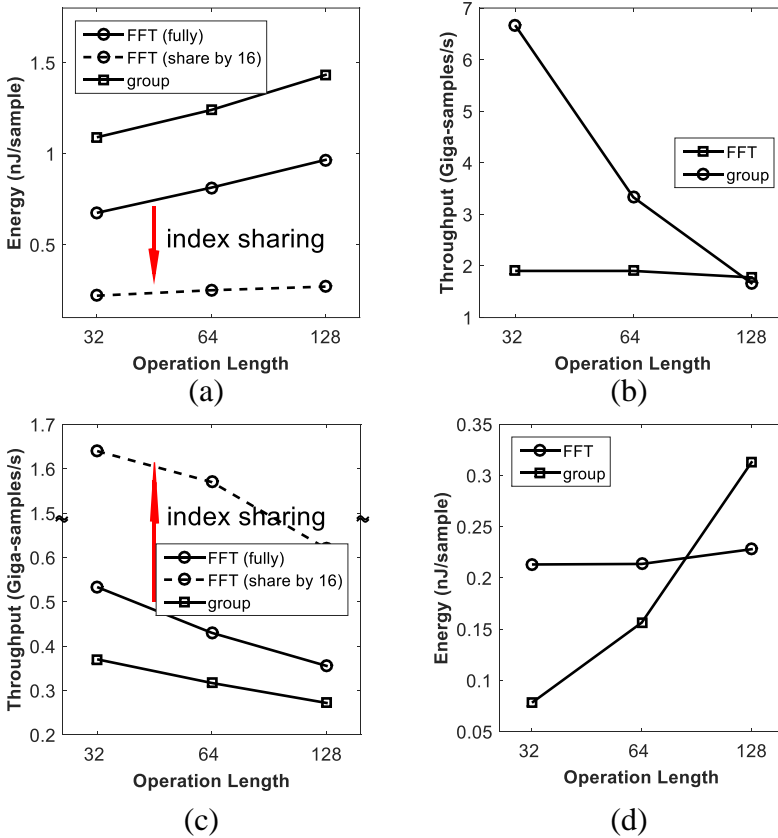 FFT (fully)
FFT (share by 16)
group
1.5
1
0.5
Energy (nJ/sample)
index sharing
32 64 128
Operation Length
(a)
7
6
5
4
3
2
1
Throughput (Giga-samples/s)
FFT
group
32 64 128
Operation Length
(b)
1.7
1.6
1.5
0.6
0.5
0.4
0.3
0.2
Throughput (Giga-samples/s)
index sharing
FFT (fully)
FFT (share by 16)
group
32 64 128
Operation Length
(c)
0.35
0.3
0.25
0.2
0.15
0.1
0.05
Energy (nJ/sample)
FFT
group
32 64 128
Operation Length
(d)